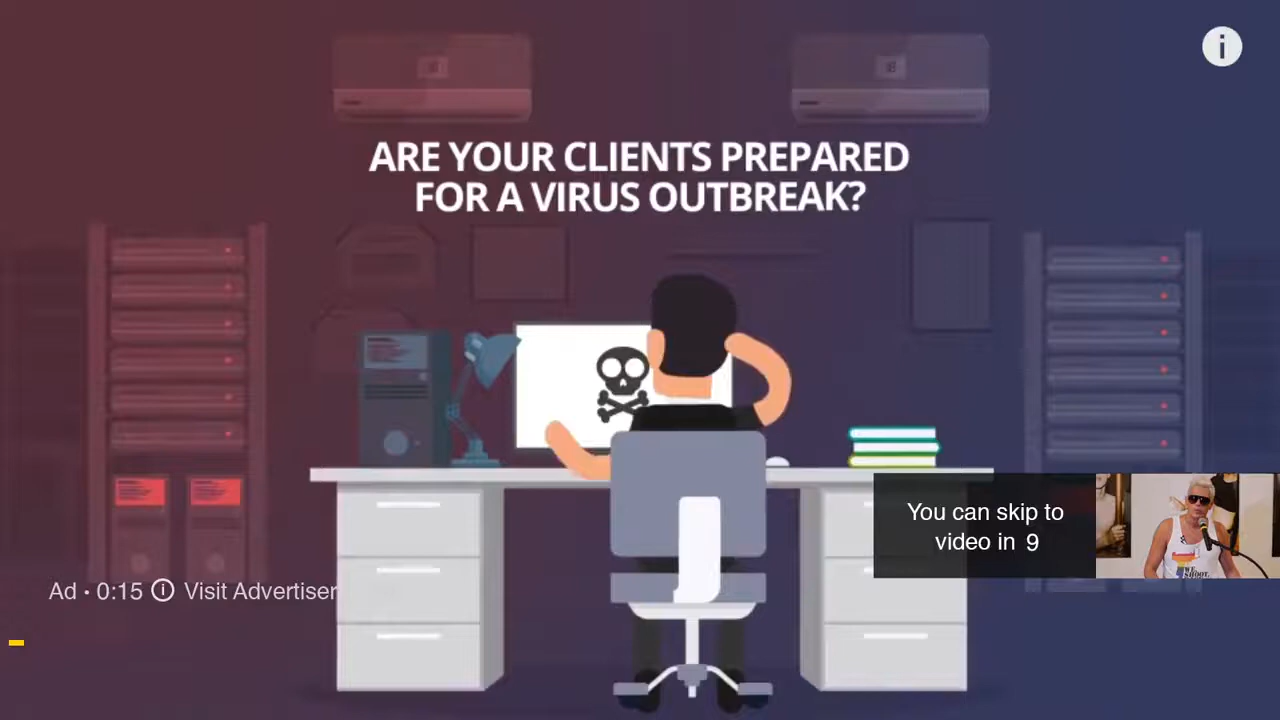 ARE YOUR CLIENTS PREPARED
FOR A VIRUS OUTBREAK?
You can skip to
video in 9
Ad • 0:15 ⓘ Visit Advertiser